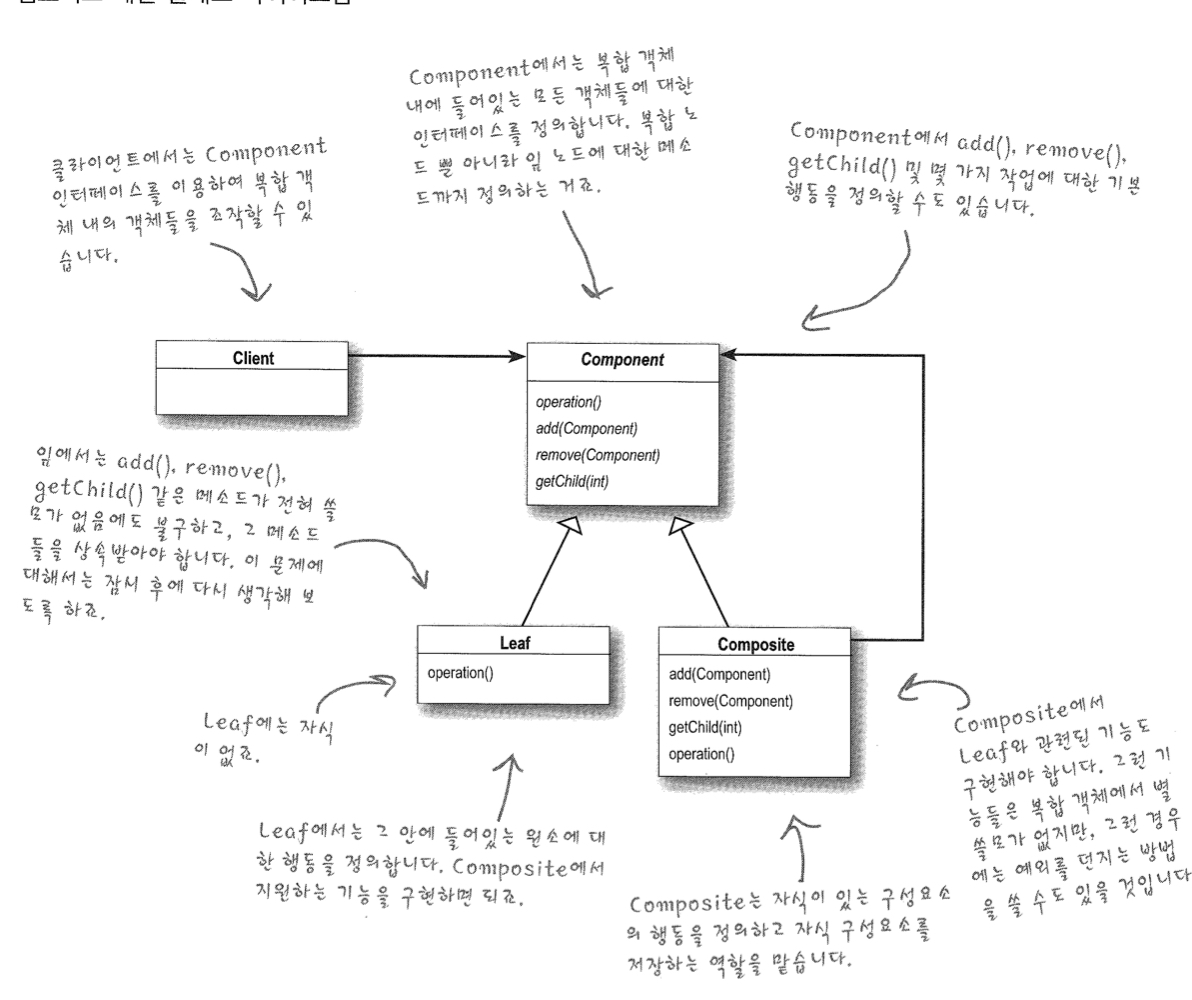 Component에서는 복합 객체
내에 들어있는 모든 객체들에 대한
인터페이스를 정의합니다. 복합 노
드 뿐 아니라 잎 노드에 대한 메소
드까지 정의하는 거죠.
클라이언트에서는 Component
인터페이스를 이용하여 복합 객
체 내의 객체들을 조작할 수 있
습니다.
Component에서 add(), remove(),
getChild() 및 몇 가지 작업에 대한 기본
행동을 정의할 수도 있습니다.
Client
Component
operation()
add(Component)
remove(Component)
getChild(int)
잎에서는 add(), remove(),
getChild() 같은 메소드가 전혀 쓸
모가 없음에도 불구하고, 그 메소드
들을 상속받아야 합니다. 이 문제에
대해서는 잠시 후에 다시 생각해 보
도록 하죠.
Leaf
operation()
Composite
add(Component)
remove(Component)
getChild(int)
operation()
Leaf에는 자식
이 없죠.
Leaf에서는 그 안에 들어있는 원소에 대
한 행동을 정의합니다. Composite에서
지원하는 기능을 구현하면 되죠.
Composite는 자식이 있는 구성요소
의 행동을 정의하고 자식 구성요소를
저장하는 역할을 맡습니다.
Composite에서
Leaf와 관련된 기능도
구현해야 합니다. 그런 기
능들은 복합 객체에서 별
쓸모가 없지만, 그런 경우
에는 예외를 던지는 방법
을 쓸 수도 있을 것입니다